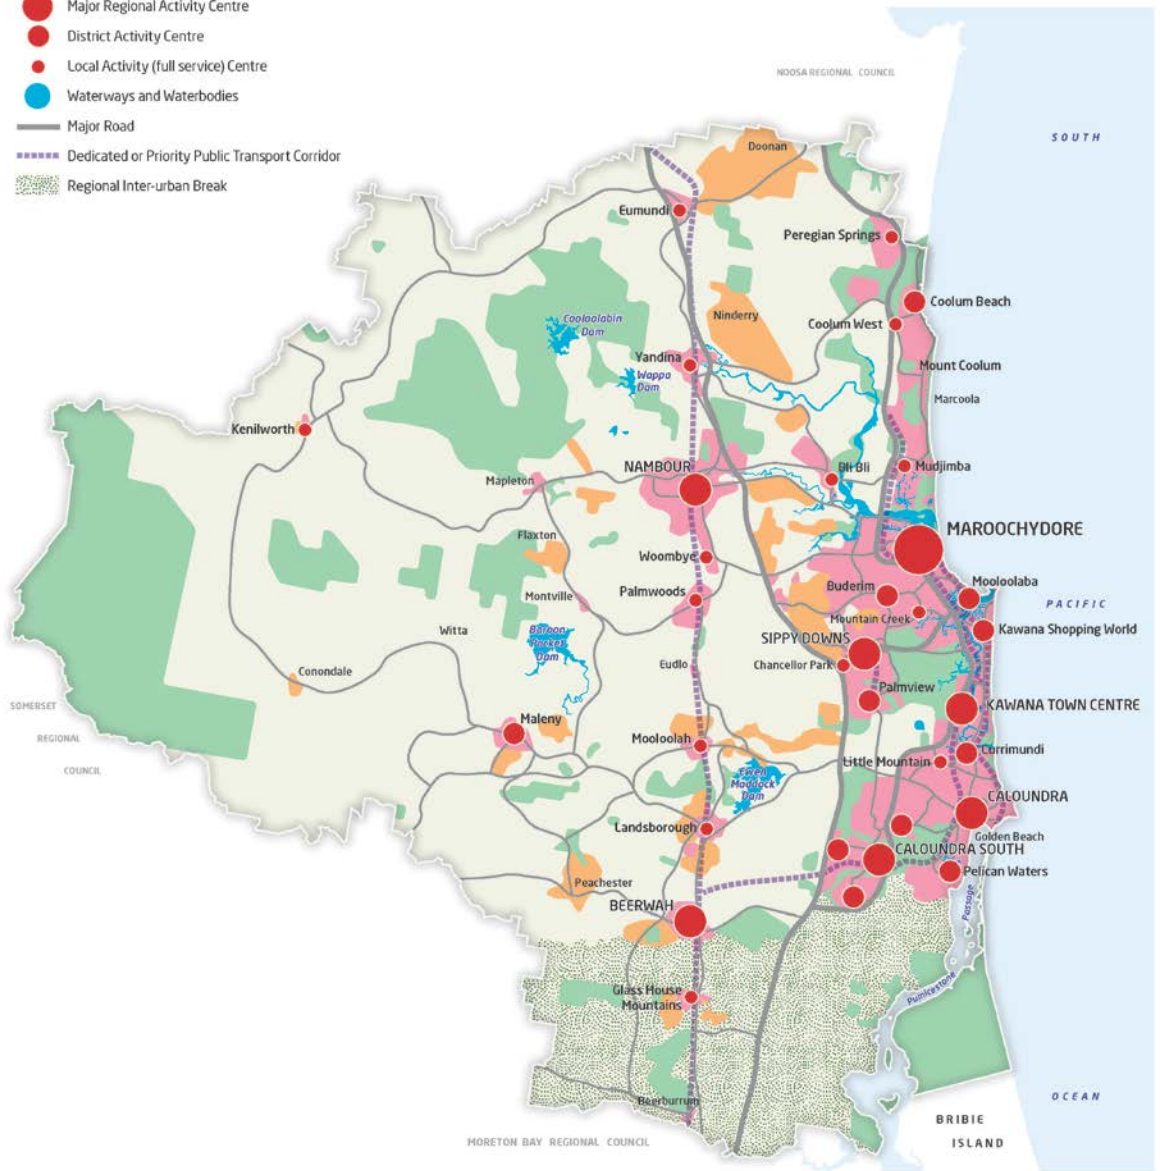 Major Regional Activity Centre
District Activity Centre
Local Activity (full service) Centre
Waterways and Waterbodies
Major Road
Dedicated or Priority Public Transport Corridor
Regional Inter-urban Break
NOOSA REGIONAL COUNCIL
SOUTH
Doonan
Eumundi
Peregian Springs
Coolum Beach
Ninderry
Cooloolabin
Dam
Coolum West
Yandina
Mount Coolum
Wappa
Dam
Marcoola
Kenilworth
NAMBOUR
Bli Bli
Mudjimba
Mapleton
MAROOCHYDORE
Flaxton
Woombye
Mooloolaba
Buderim
Palmwoods
Montville
PACIFIC
Mountain Creek
Kawana Shopping World
Witta
Baroon
Pocket
Dam
SIPPY DOWNS
Eudlo
Chancellor Park
Conondale
Palmview
SOMERSET
REGIONAL
COUNCIL
KAWANA TOWN CENTRE
Maleny
Mooloolah
Currimundi
Little Mountain
Ewen
Maddock
Dam
CALOUNDRA
Landsborough
Golden Beach
CALOUNDRA SOUTH
Pelican Waters
Peachester
BEERWAH
Passage
Pumicestone
Glass House
Mountains
Beerburrum
OCEAN
BRIBIE
ISLAND
MORETON BAY REGIONAL COUNCIL